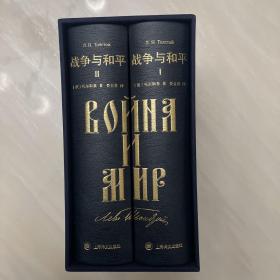 Л. Н. Толстой
战争与和平
II
Л. Н. Толстой
战争与和平
I
ВОЙНА
И
МИР
上海译文出版社
上海译文出版社